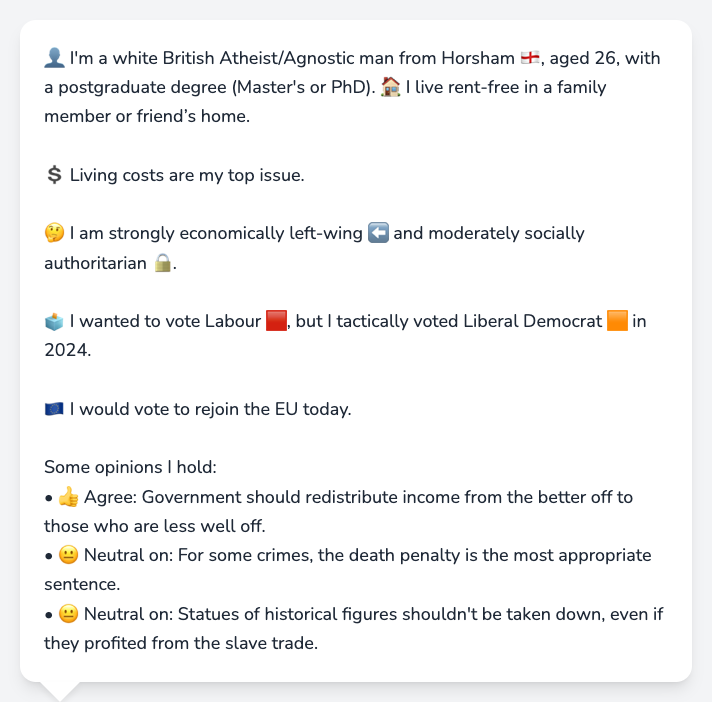 👤 I'm a white British Atheist/Agnostic man from Horsham 🏴󠁧󠁢󠁥󠁮󠁧󠁿, aged 26, with
a postgraduate degree (Master's or PhD). 🏠 I live rent-free in a family
member or friend’s home.
💲 Living costs are my top issue.
🤔 I am strongly economically left-wing ⬅️ and moderately socially
authoritarian 🔒.
🗳️ I wanted to vote Labour 🟥, but I tactically voted Liberal Democrat 🟧 in
2024.
🇪🇺 I would vote to rejoin the EU today.
Some opinions I hold:
• 👍 Agree: Government should redistribute income from the better off to
those who are less well off.
• 😐 Neutral on: For some crimes, the death penalty is the most appropriate
sentence.
• 😐 Neutral on: Statues of historical figures shouldn't be taken down, even if
they profited from the slave trade.